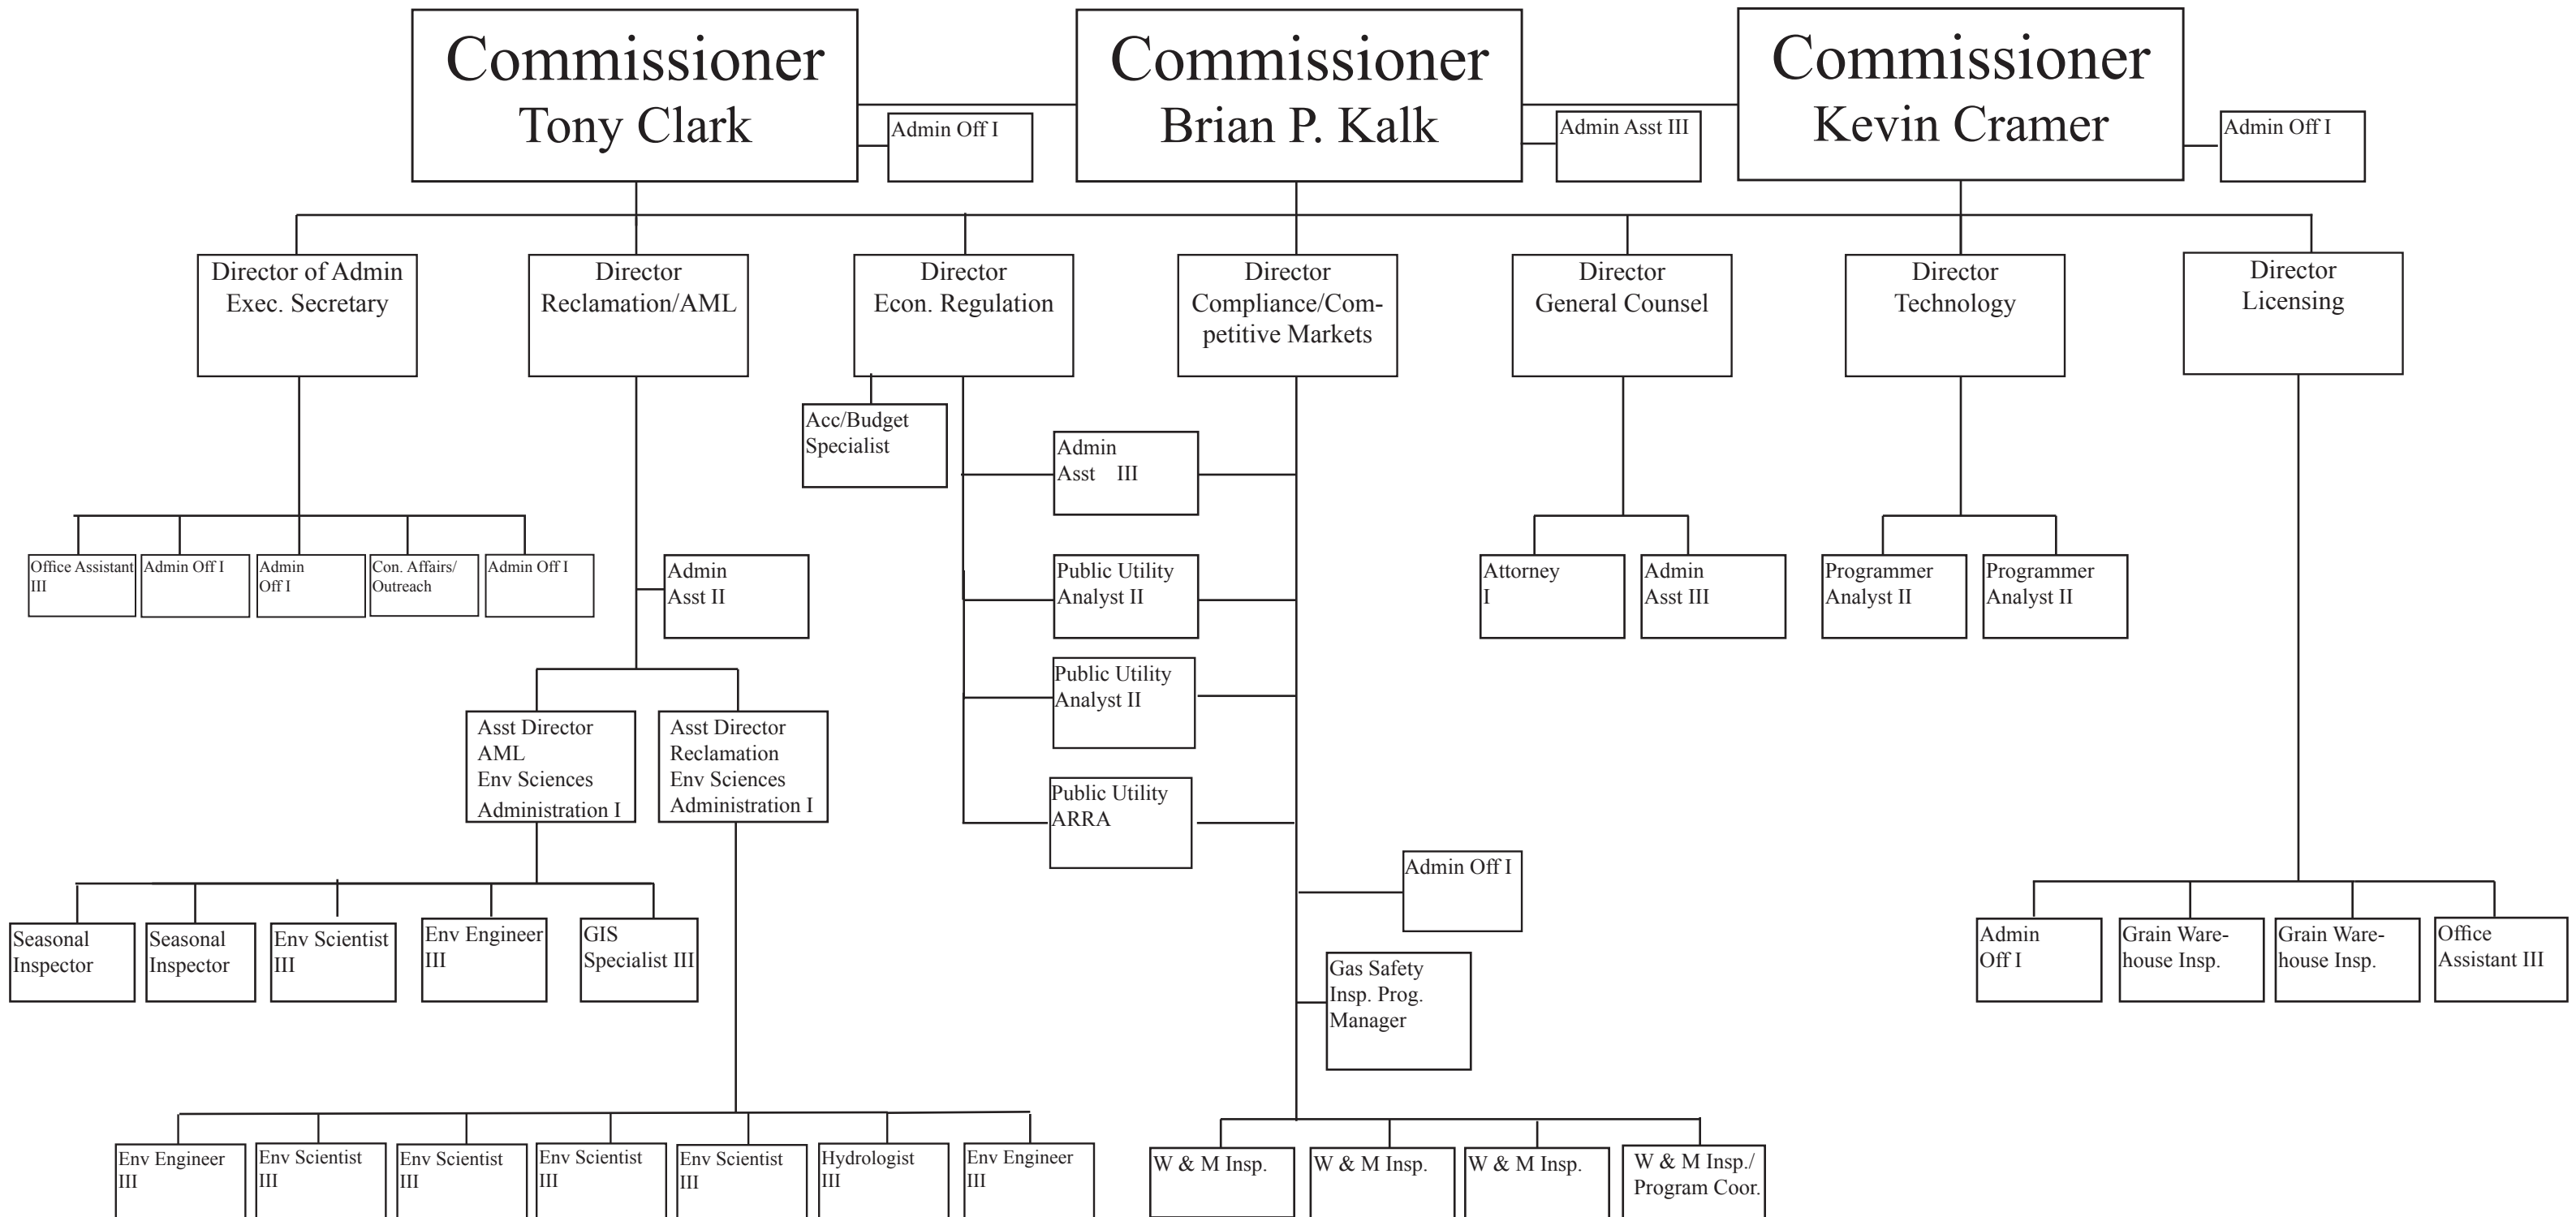 Commissioner
Tony Clark
Admin Off I
Commissioner
Brian P. Kalk
Admin Asst III
Commissioner
Kevin Cramer
Admin Off I
Director of Admin
Exec. Secretary
Director
Reclamation/AML
Director
Econ. Regulation
Director
Compliance/Com-
petitive Markets
Director
General Counsel
Director
Technology
Director
Licensing
Acc/Budget
Specialist
Admin
Asst III
Office Assistant
III
Admin Off I
Admin
Off I
Con. Affairs/
Outreach
Admin Off I
Admin
Asst II
Public Utility
Analyst II
Attorney
I
Admin
Asst III
Programmer
Analyst II
Programmer
Analyst II
Public Utility
Analyst II
Asst Director
AML
Env Sciences
Administration I
Asst Director
Reclamation
Env Sciences
Administration I
Public Utility
ARRA
Admin Off I
Seasonal
Inspector
Seasonal
Inspector
Env Scientist
III
Env Engineer
III
GIS
Specialist III
Gas Safety
Insp. Prog.
Manager
Admin
Off I
Grain Ware-
house Insp.
Grain Ware-
house Insp.
Office
Assistant III
Env Engineer
III
Env Scientist
III
Env Scientist
III
Env Scientist
III
Env Scientist
III
Hydrologist
III
Env Engineer
III
W & M Insp.
W & M Insp.
W & M Insp.
W & M Insp./
Program Coor.